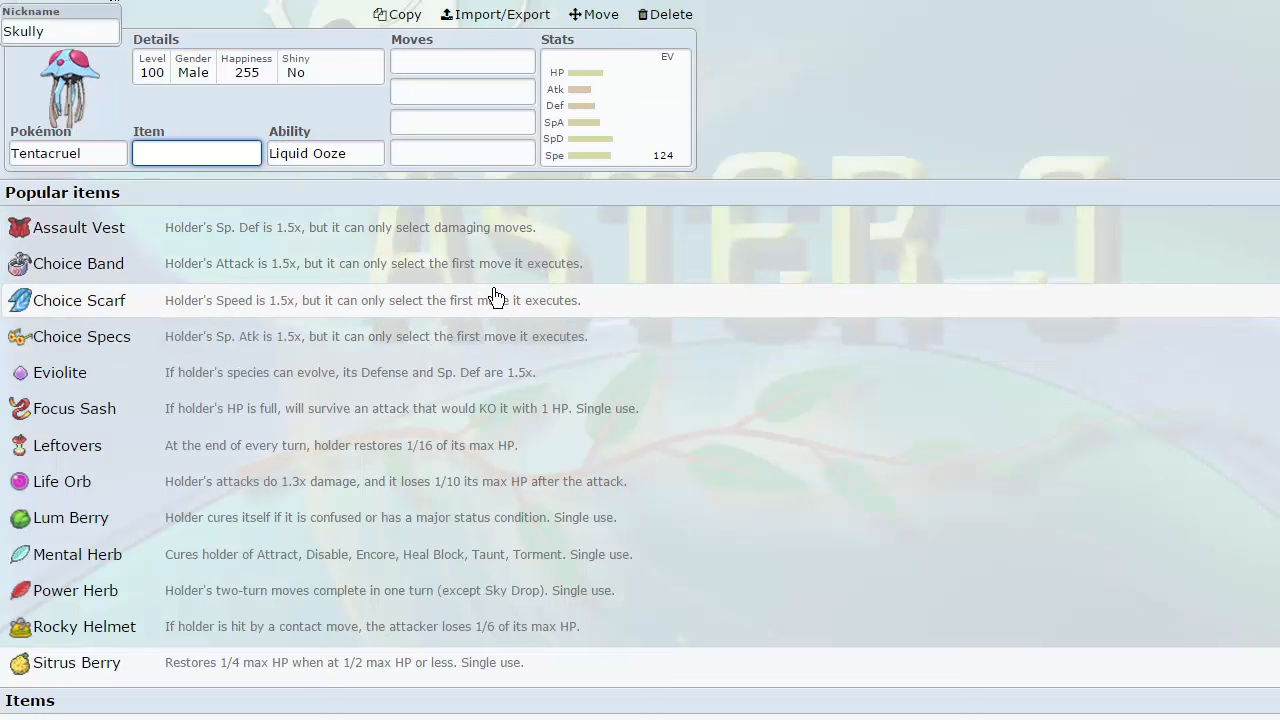 Nickname
Skully
Copy Import/Export Move Delete
Details
Level Gender Happiness Shiny
100 Male 255 No
Moves
Stats
EV
HP
Atk
Def
SpA
SpD
Spe 124
Pokémon Item Ability
Tentacruel Liquid Ooze
Popular items
Assault Vest Holder's Sp. Def is 1.5x, but it can only select damaging moves.
Choice Band Holder's Attack is 1.5x, but it can only select the first move it executes.
Choice Scarf Holder's Speed is 1.5x, but it can only select the first move it executes.
Choice Specs Holder's Sp. Atk is 1.5x, but it can only select the first move it executes.
Eviolite If holder's species can evolve, its Defense and Sp. Def are 1.5x.
Focus Sash If holder's HP is full, will survive an attack that would KO it with 1 HP. Single use.
Leftovers At the end of every turn, holder restores 1/16 of its max HP.
Life Orb Holder's attacks do 1.3x damage, and it loses 1/10 its max HP after the attack.
Lum Berry Holder cures itself if it is confused or has a major status condition. Single use.
Mental Herb Cures holder of Attract, Disable, Encore, Heal Block, Taunt, Torment. Single use.
Power Herb Holder's two-turn moves complete in one turn (except Sky Drop). Single use.
Rocky Helmet If holder is hit by a contact move, the attacker loses 1/6 of its max HP.
Sitrus Berry Restores 1/4 max HP when at 1/2 max HP or less. Single use.
Items